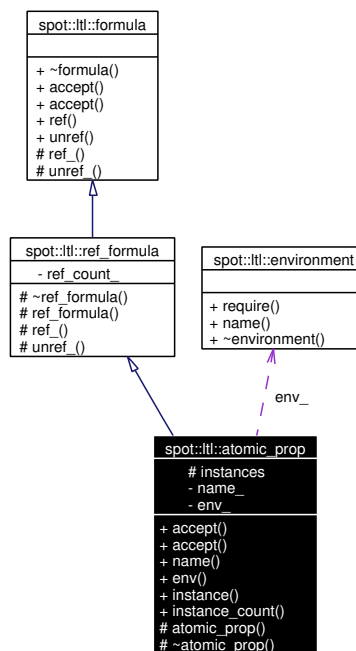 spot::ltl::formula
+ ~formula()
+ accept()
+ accept()
+ ref()
+ unref()
# ref_()
# unref_()
spot::ltl::ref_formula
- ref_count_
# ~ref_formula()
# ref_formula()
# ref_()
# unref_()
spot::ltl::environment
+ require()
+ name()
+ ~environment()
env_
spot::ltl::atomic_prop
# instances
- name_
- env_
+ accept()
+ accept()
+ name()
+ env()
+ instance()
+ instance_count()
# atomic_prop()
# ~atomic_prop()